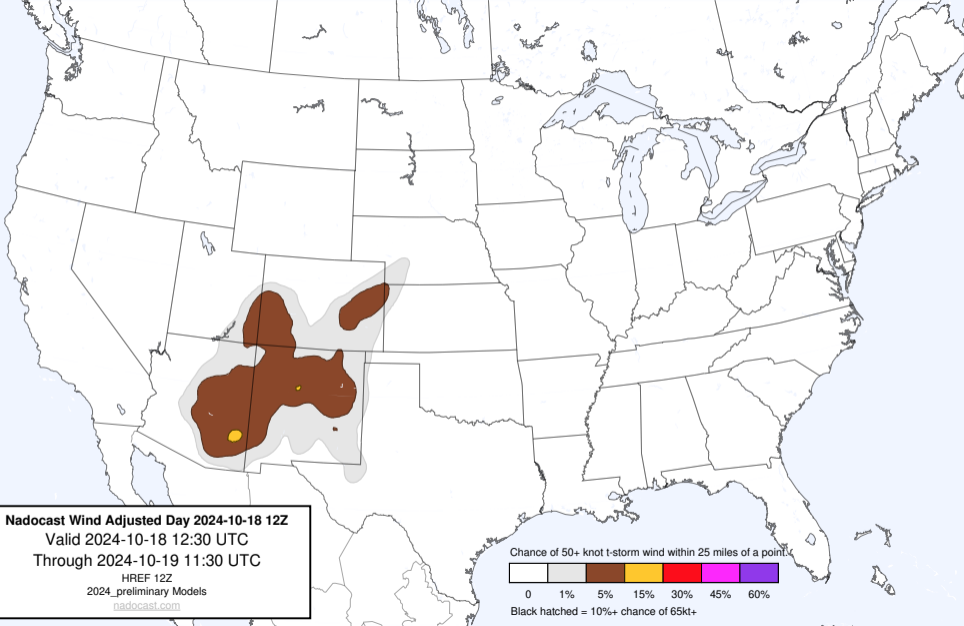 Nadocast Wind Adjusted Day 2024-10-18 12Z
Valid 2024-10-18 12:30 UTC
Through 2024-10-19 11:30 UTC
HREF 12Z
2024_preliminary Models
nadocast.com
Chance of 50+ knot t-storm wind within 25 miles of a point.
0 1% 5% 15% 30% 45% 60%
Black hatched = 10%+ chance of 65kt+